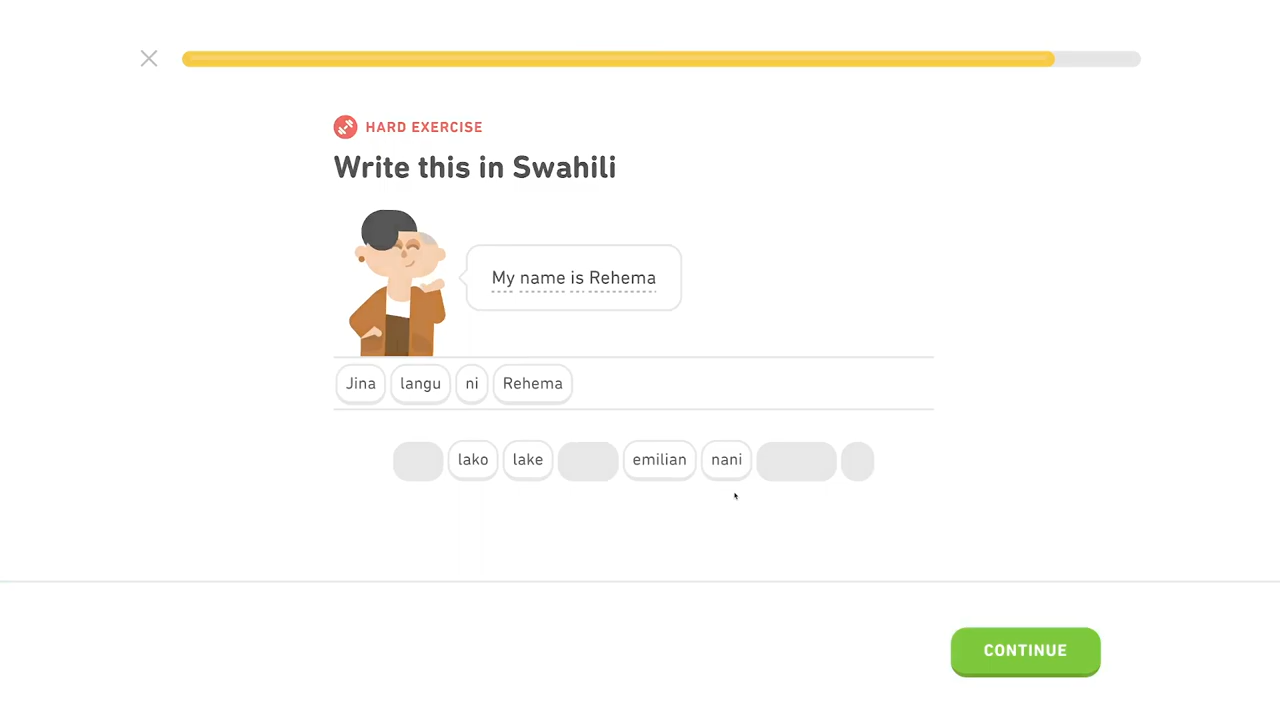 HARD EXERCISE
Write this in Swahili
My name is Rehema
Jina langu ni Rehema
lako lake emilian nani
CONTINUE